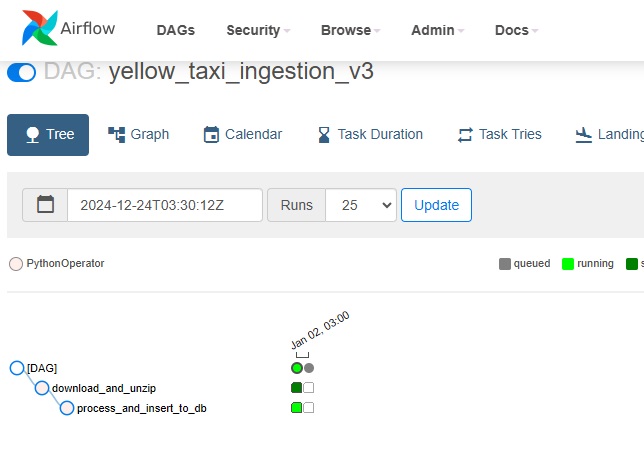 Airflow DAGs Security Browse Admin Docs
DAG: yellow_taxi_ingestion_v3
Tree Graph Calendar Task Duration Task Tries Landing
2024-12-24T03:30:12Z Runs 25 Update
PythonOperator queued running
Jan 02, 03:00
[DAG]
download_and_unzip
process_and_insert_to_db